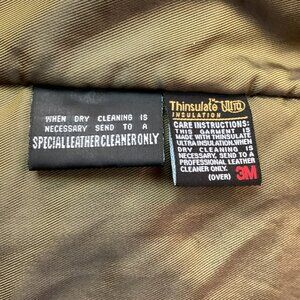 WHEN DRY CLEANING IS
NECESSARY SEND TO A
SPECIAL LEATHER CLEANER ONLY
Thinsulate Ultra
TM
INSULATION
CARE INSTRUCTIONS:
THIS GARMENT IS
MADE WITH THINSULATE
ULTRA INSULATION. WHEN
DRY CLEANING IS
NECESSARY, SEND TO A
PROFESSIONAL LEATHER
CLEANER ONLY.
(OVER) 3M